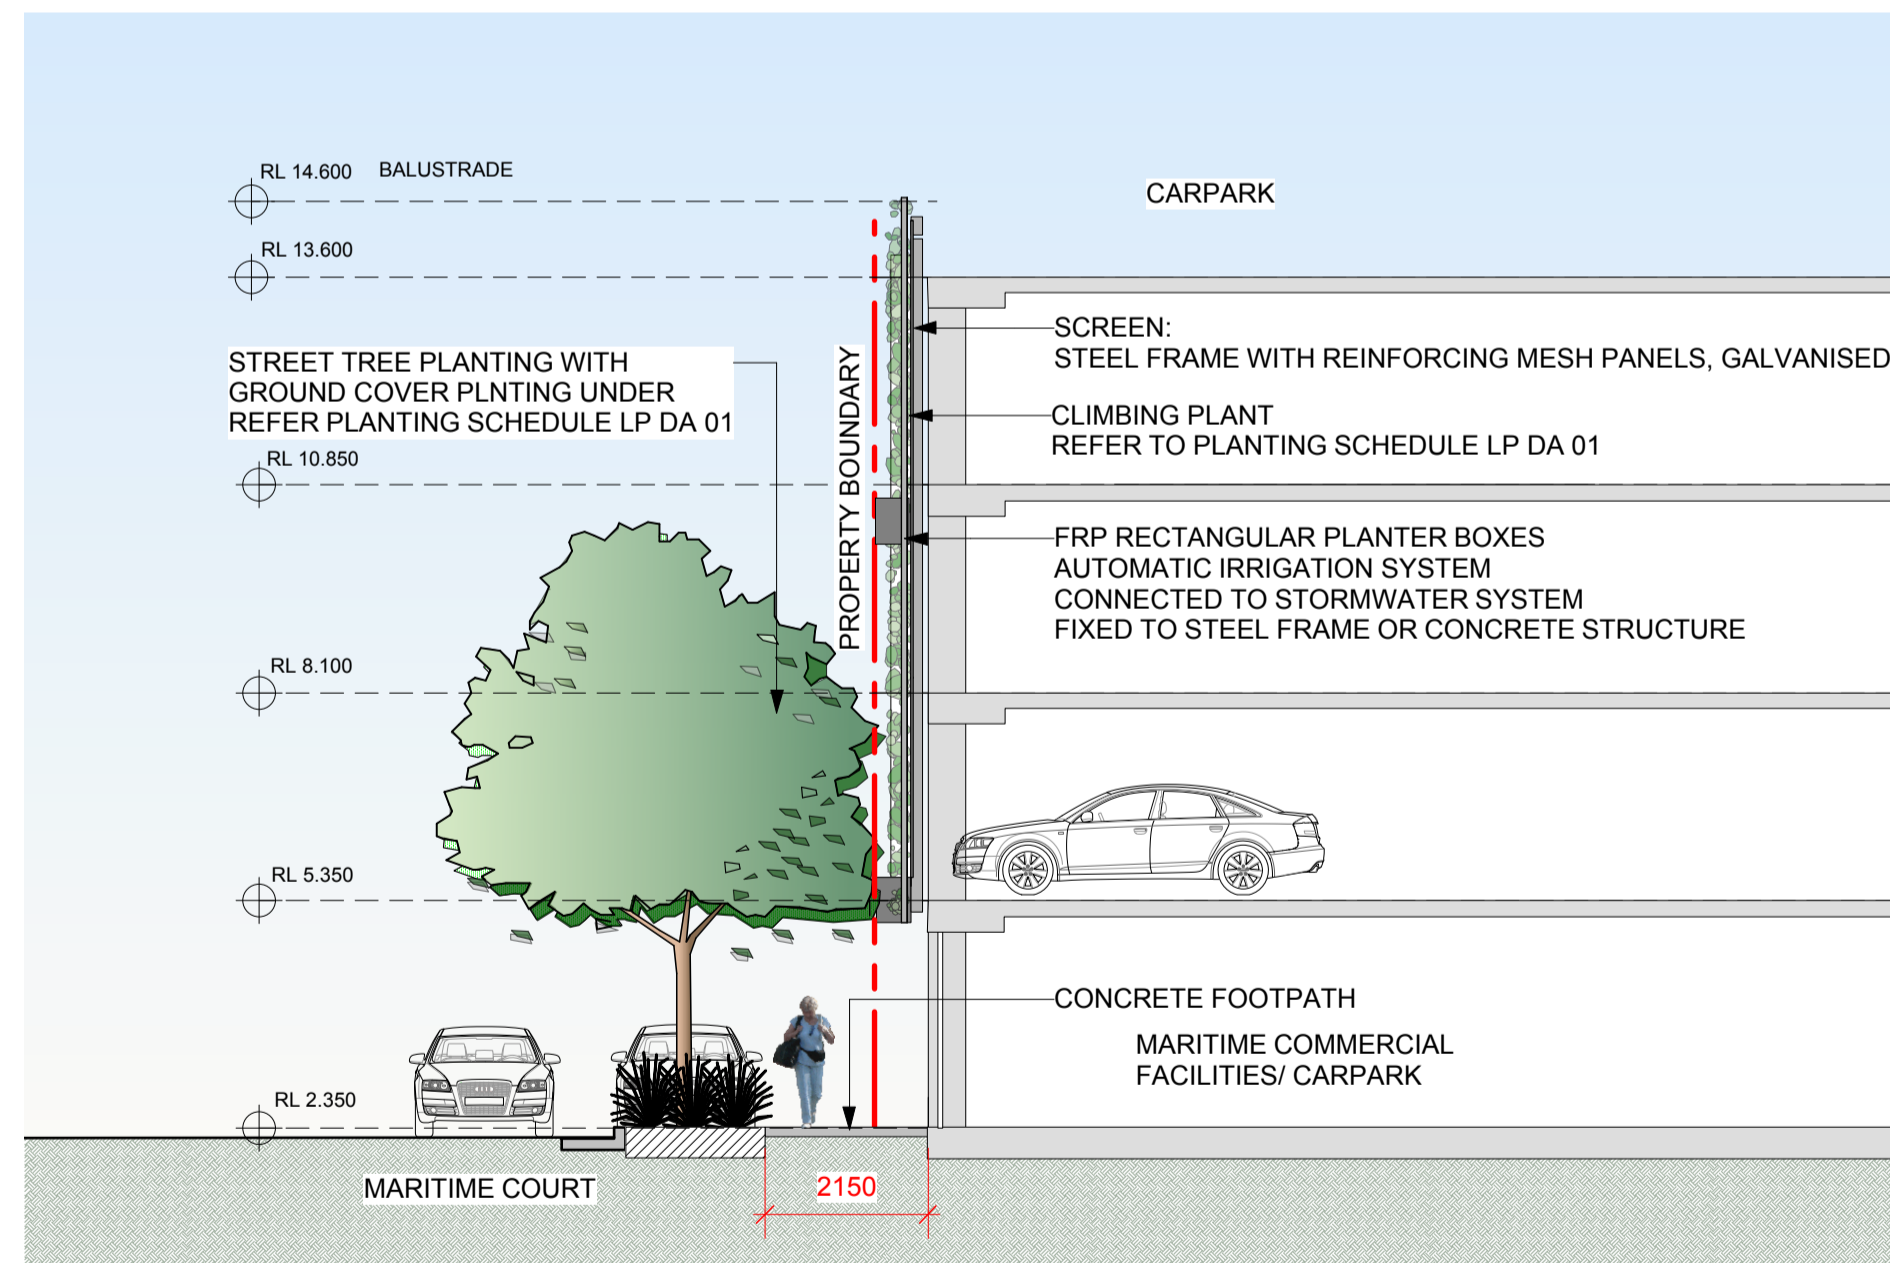 RL 14.600 BALUSTRADE
CARPARK
RL 13.600
SCREEN:
STEEL FRAME WITH REINFORCING MESH PANELS, GALVANISED
STREET TREE PLANTING WITH
GROUND COVER PLNTING UNDER
REFER PLANTING SCHEDULE LP DA 01
PROPERTY BOUNDARY
CLIMBING PLANT
REFER TO PLANTING SCHEDULE LP DA 01
RL 10.850
FRP RECTANGULAR PLANTER BOXES
AUTOMATIC IRRIGATION SYSTEM
CONNECTED TO STORMWATER SYSTEM
FIXED TO STEEL FRAME OR CONCRETE STRUCTURE
RL 8.100
RL 5.350
CONCRETE FOOTPATH
MARITIME COMMERCIAL
FACILITIES/ CARPARK
RL 2.350
MARITIME COURT
2150